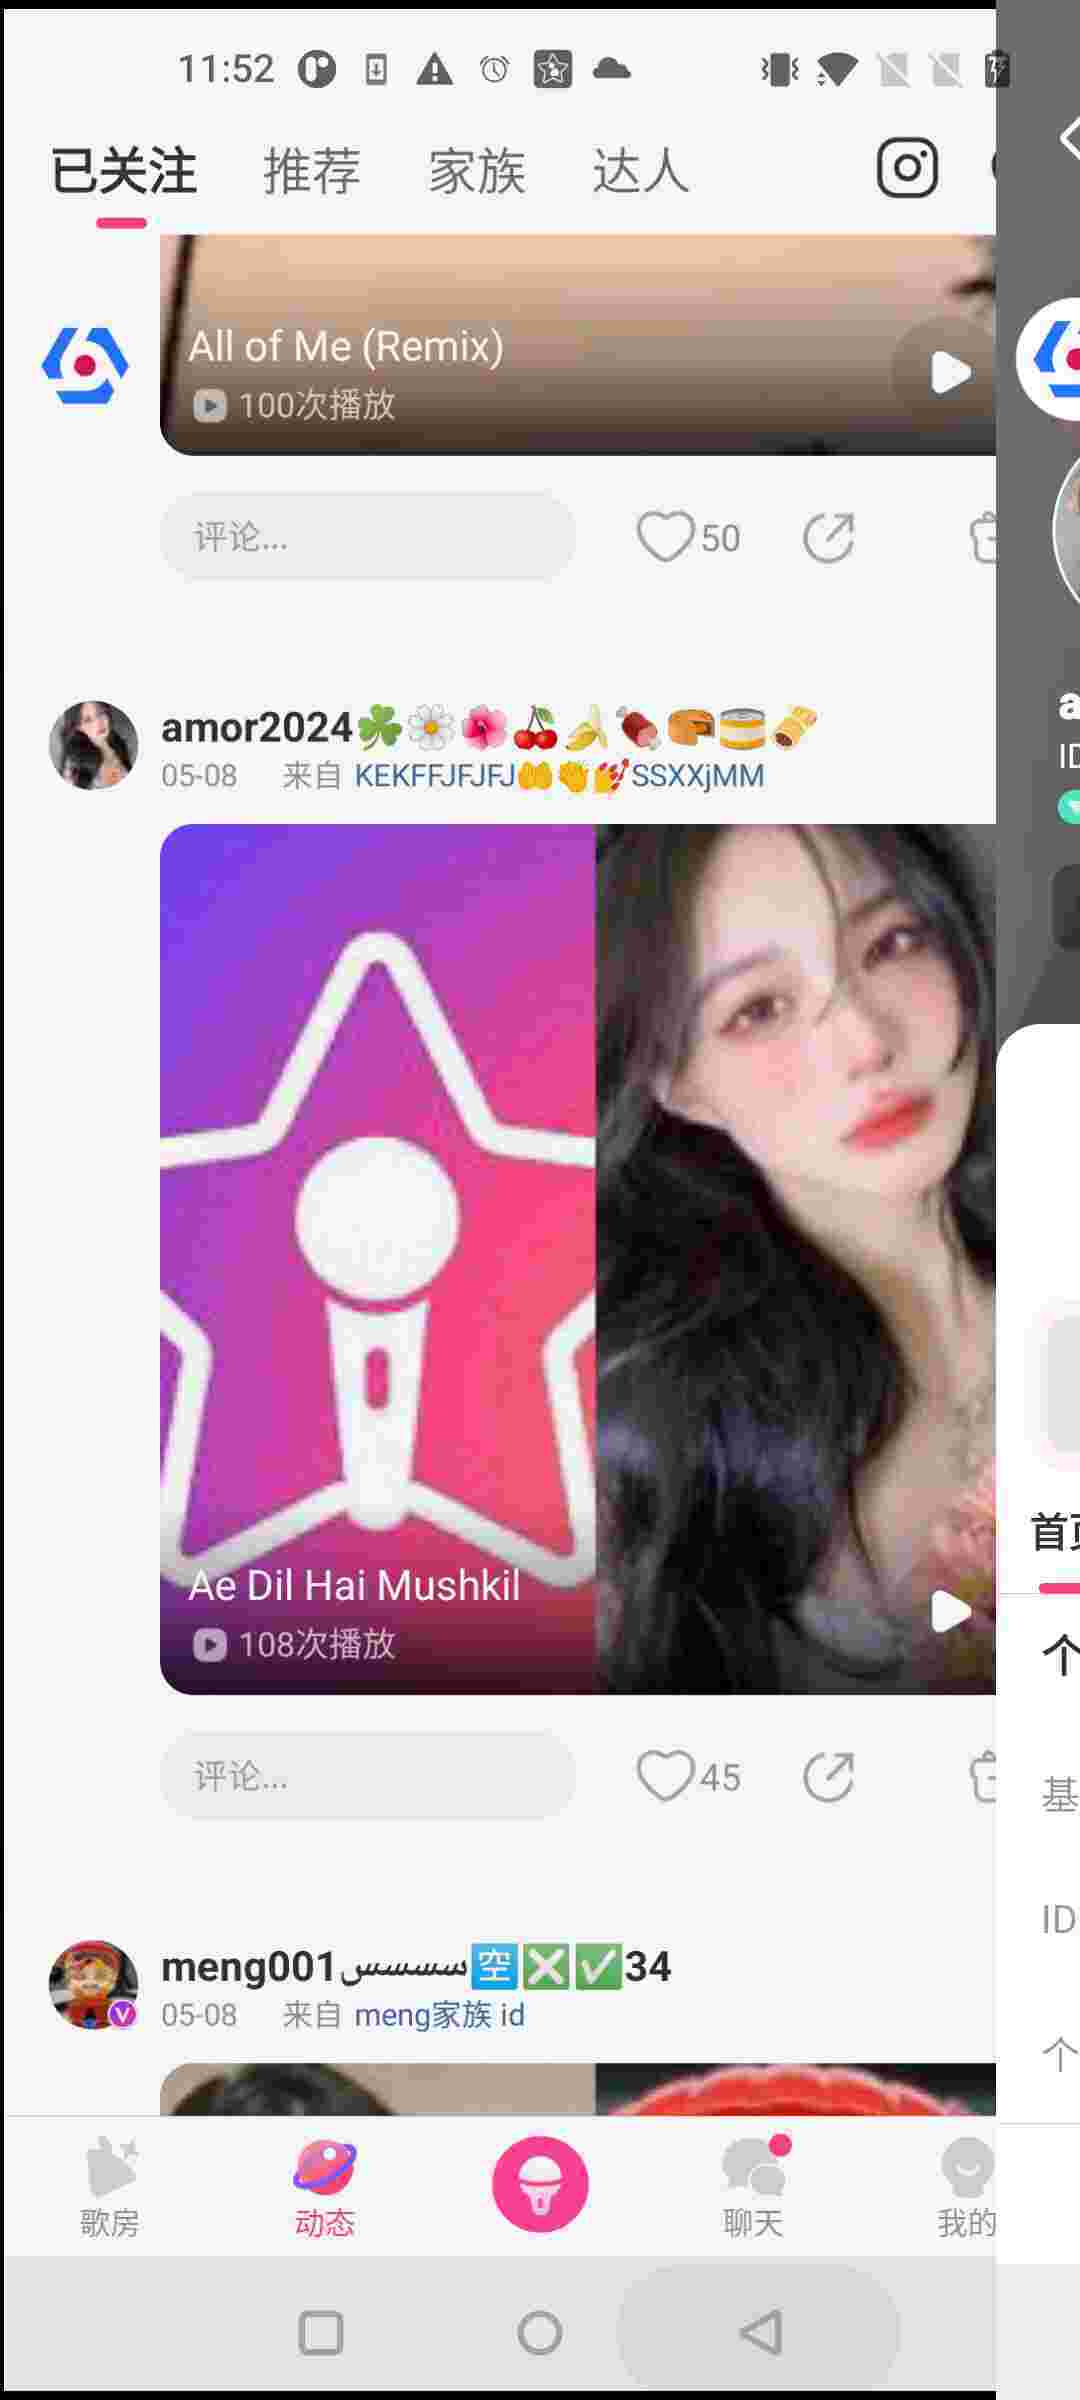 11:52
已关注 推荐 家族 达人
All of Me (Remix)
100次播放
评论...
50
amor2024☘️🌼🌺🍒🍌🍖🥮🥫🌯
05-08 来自 KEKFFJFJFJ🤲👏💅SSXXjMM
Ae Dil Hai Mushkil
108次播放
评论...
45
meng001سسسس🈳❎✅34
05-08 来自 meng家族 id
歌房
动态
聊天
我的
a
ID
首页
个
基
ID
个